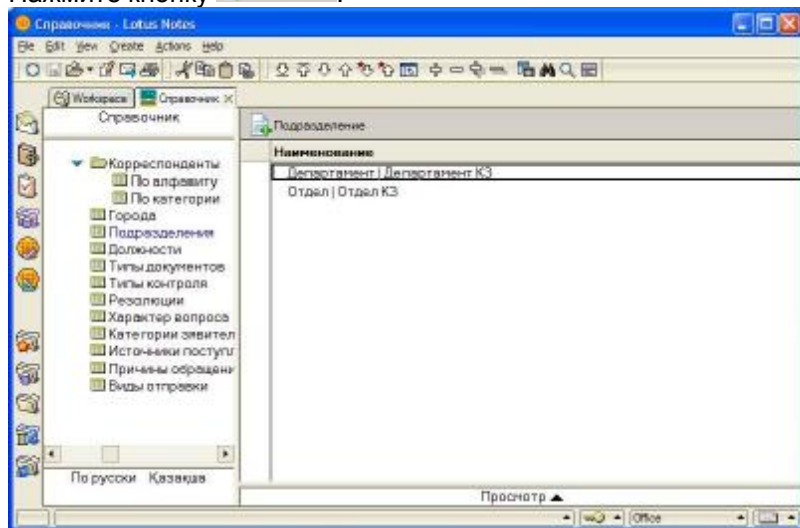 Нажмите кнопку
Справочник - Lotus Notes
File Edit View Create Actions Help
Workspace Справочник
Справочник
Подразделение
Наименование
Департамент | Департамент КЗ
Отдел | Отдел КЗ
Корреспонденты
По алфавиту
По категории
Города
Подразделения
Должности
Типы документов
Типы контроля
Резолюции
Характер вопроса
Категории заявител
Источники поступл
Причины обращени
Виды отправки
По русски Қазақша
Просмотр
Office